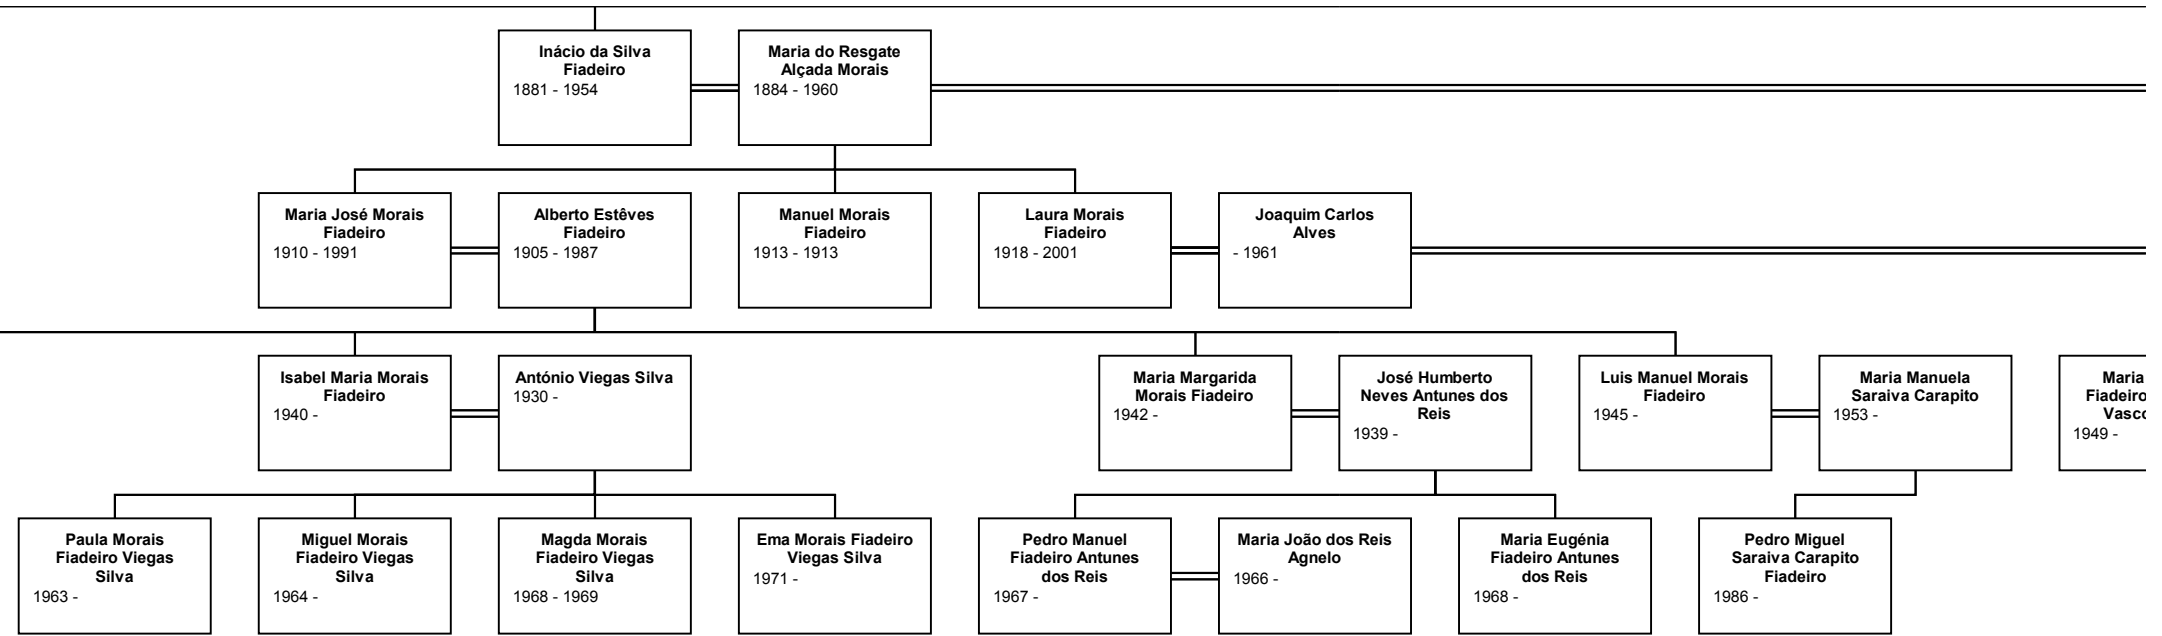 Inácio da Silva
Fiadeiro
1881 - 1954
Maria do Resgate
Alçada Morais
1884 - 1960
Maria José Morais
Fiadeiro
1910 - 1991
Alberto Estêves
Fiadeiro
1905 - 1987
Manuel Morais
Fiadeiro
1913 - 1913
Laura Morais
Fiadeiro
1918 - 2001
Joaquim Carlos
Alves
- 1961
Isabel Maria Morais
Fiadeiro
1940 -
António Viegas Silva
1930 -
Maria Margarida
Morais Fiadeiro
1942 -
José Humberto
Neves Antunes dos
Reis
1939 -
Luis Manuel Morais
Fiadeiro
1945 -
Maria Manuela
Saraiva Carapito
1953 -
Maria
Fiadeiro
Vasco
1949 -
Paula Morais
Fiadeiro Viegas
Silva
1963 -
Miguel Morais
Fiadeiro Viegas
Silva
1964 -
Magda Morais
Fiadeiro Viegas
Silva
1968 - 1969
Ema Morais Fiadeiro
Viegas Silva
1971 -
Pedro Manuel
Fiadeiro Antunes
dos Reis
1967 -
Maria João dos Reis
Agnelo
1966 -
Maria Eugénia
Fiadeiro Antunes
dos Reis
1968 -
Pedro Miguel
Saraiva Carapito
Fiadeiro
1986 -